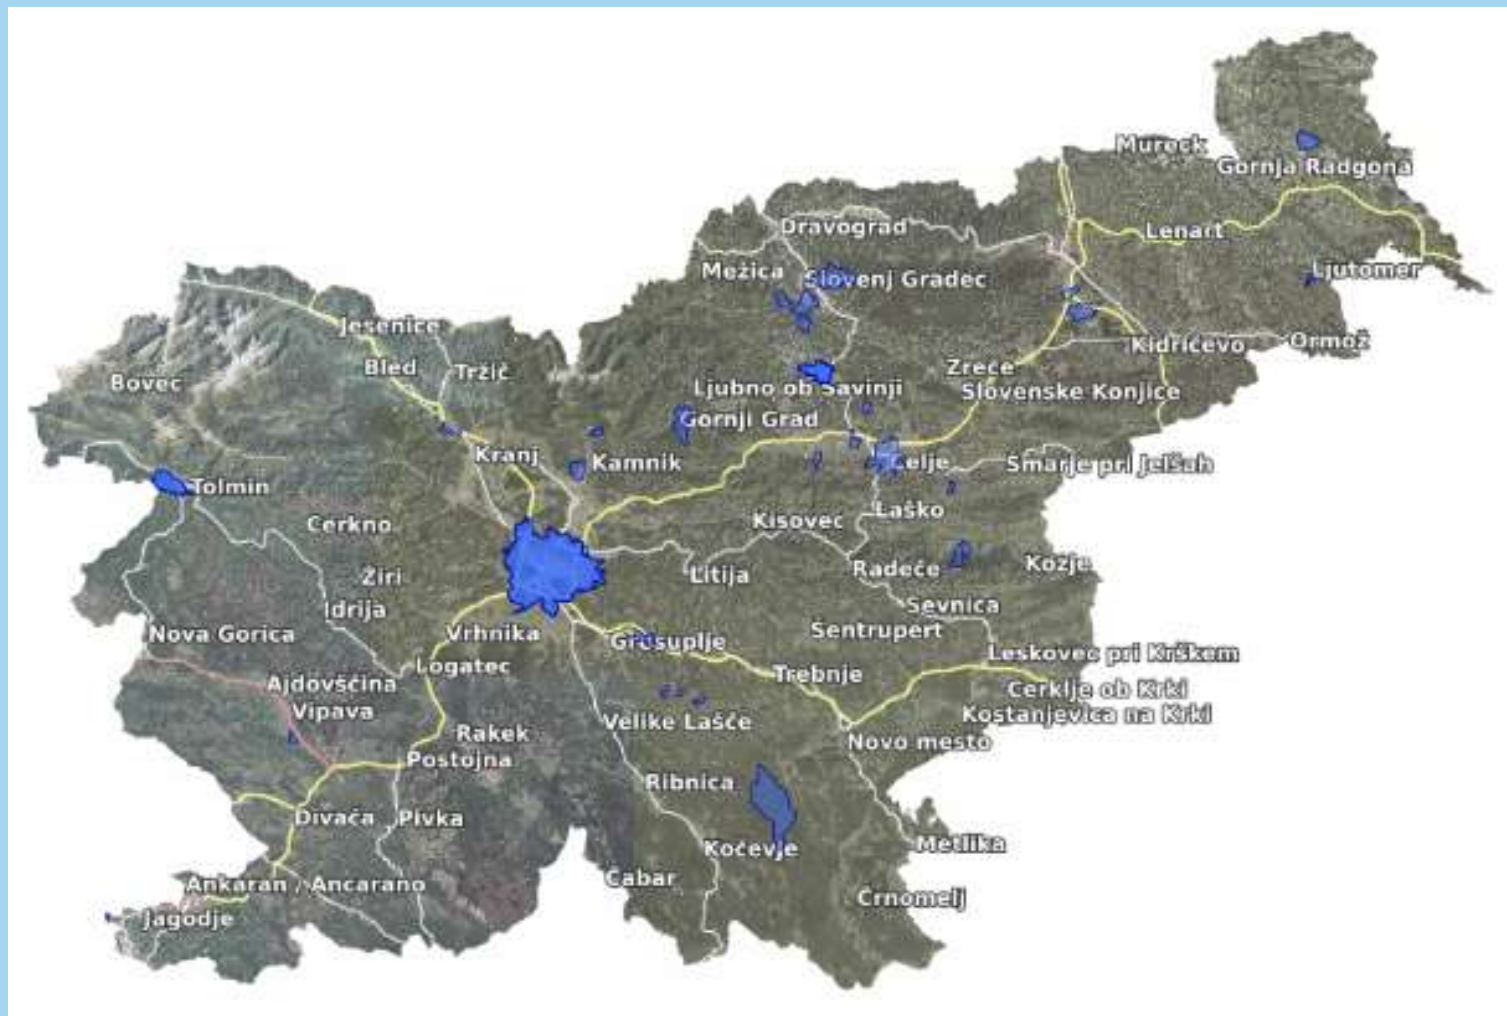 Mureck
Gornja Radgona
Dravograd
Lenart
Mežica
Slovenj Gradec
Ljutomer
Jesenice
Kidričevo
Ormož
Bovec
Bled
Tržič
Zreče
Ljubno ob Savinji
Slovenske Konjice
Gornji Grad
Kranj
Kamnik
Celje
Šmarje pri Jelšah
Tolmin
Cerkno
Kisovec
Laško
Žiri
Litija
Radeče
Kozje
Idrija
Sevnica
Nova Gorica
Vrhnika
Grosuplje
Šentrupert
Logatec
Leskovec pri Krškem
Ajdovščina
Trebnje
Cerklje ob Krki
Vipava
Velike Lašče
Kostanjevica na Krki
Rakek
Novo mesto
Postojna
Ribnica
Divača
Pivka
Kočevje
Metlika
Ankaran / Ancarano
Čabar
Črnomelj
Jagodje